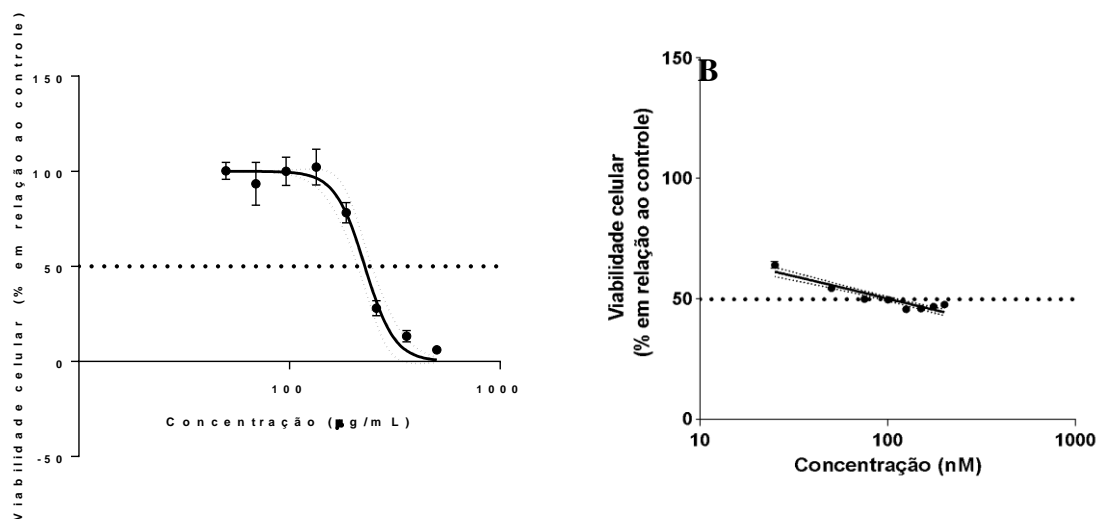 Viabilidade celular (% em relação ao controle)
150
100
50
0
-50
100
1000
Concentração (µg/mL)
B
Viabilidade celular
(% em relação ao controle)
150
100
50
0
10
100
1000
Concentração (nM)